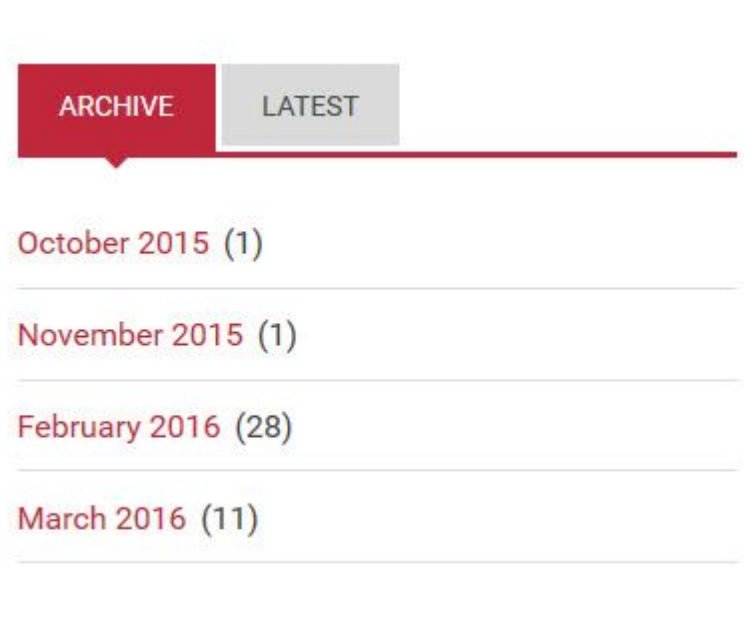 ARCHIVE LATEST
October 2015 (1)
November 2015 (1)
February 2016 (28)
March 2016 (11)